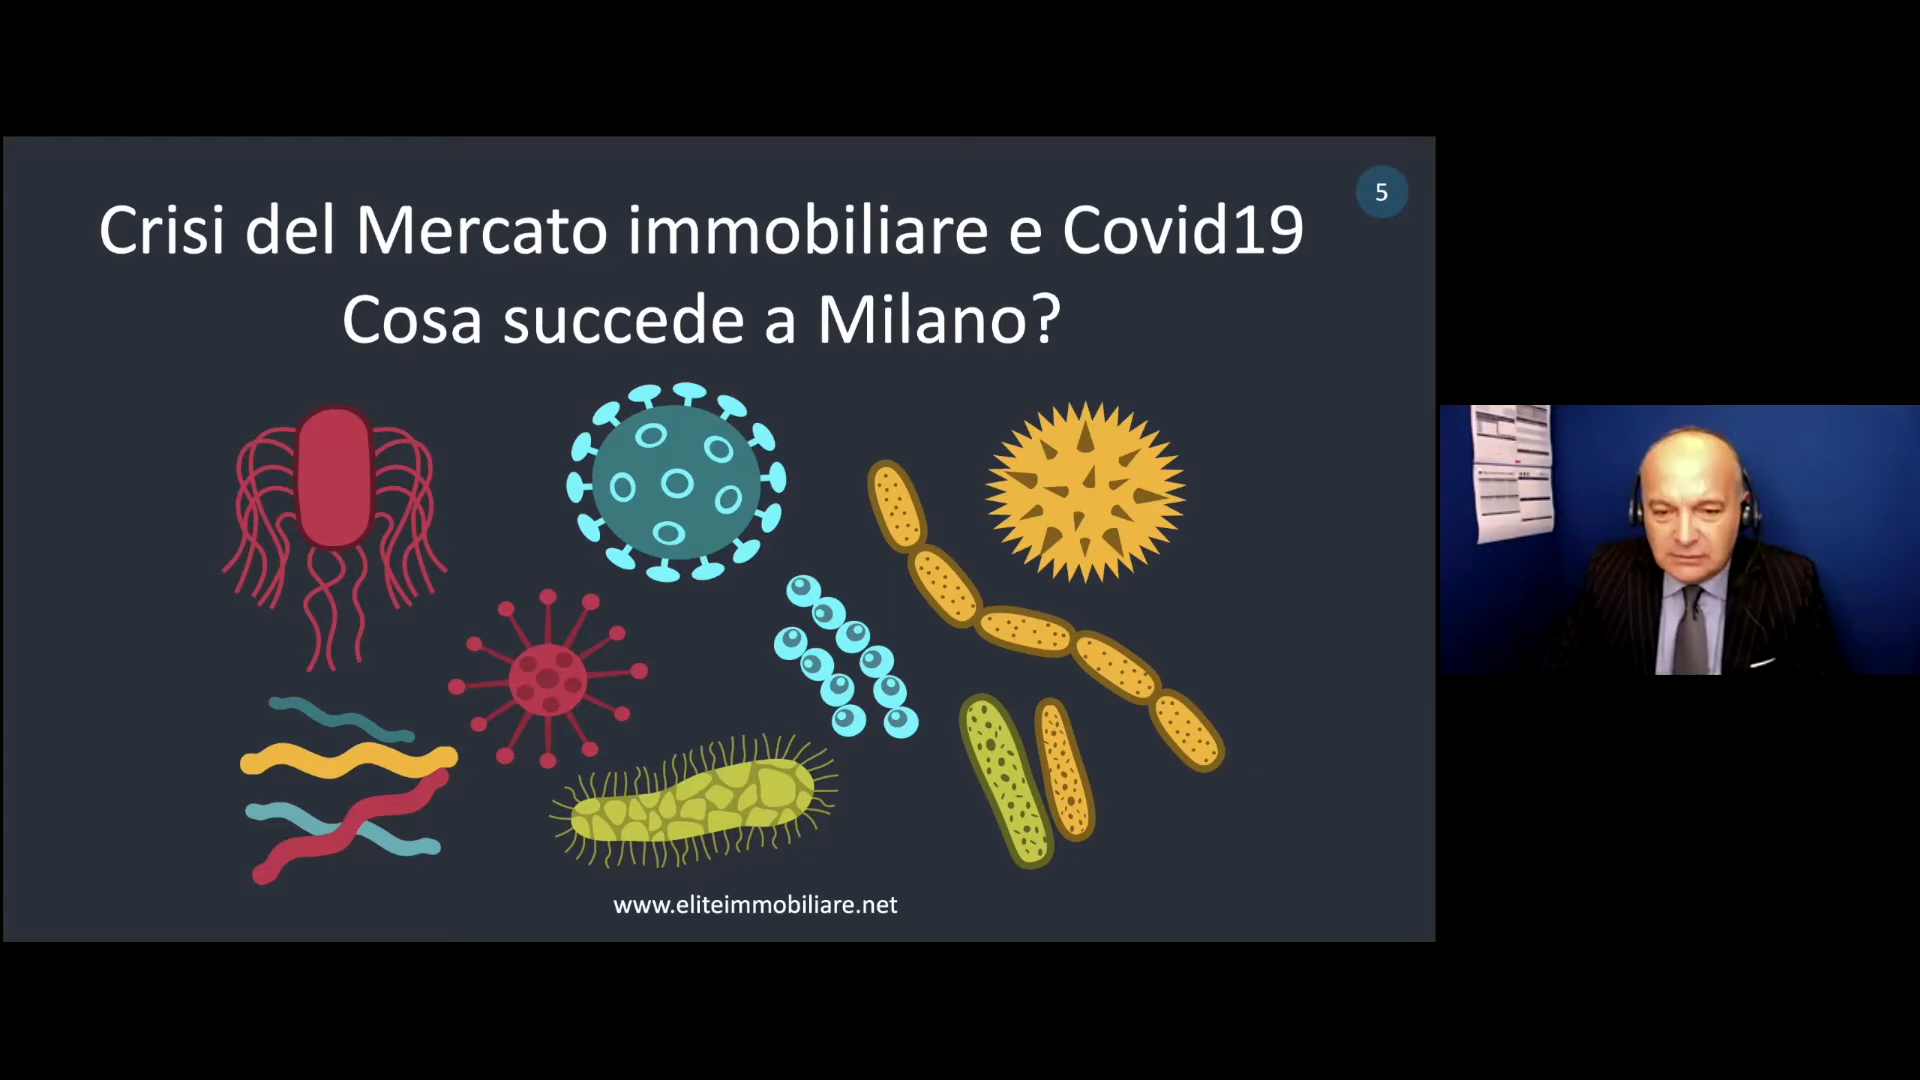 5
Crisi del Mercato immobiliare e Covid19
Cosa succede a Milano?
www.eliteimmobiliare.net